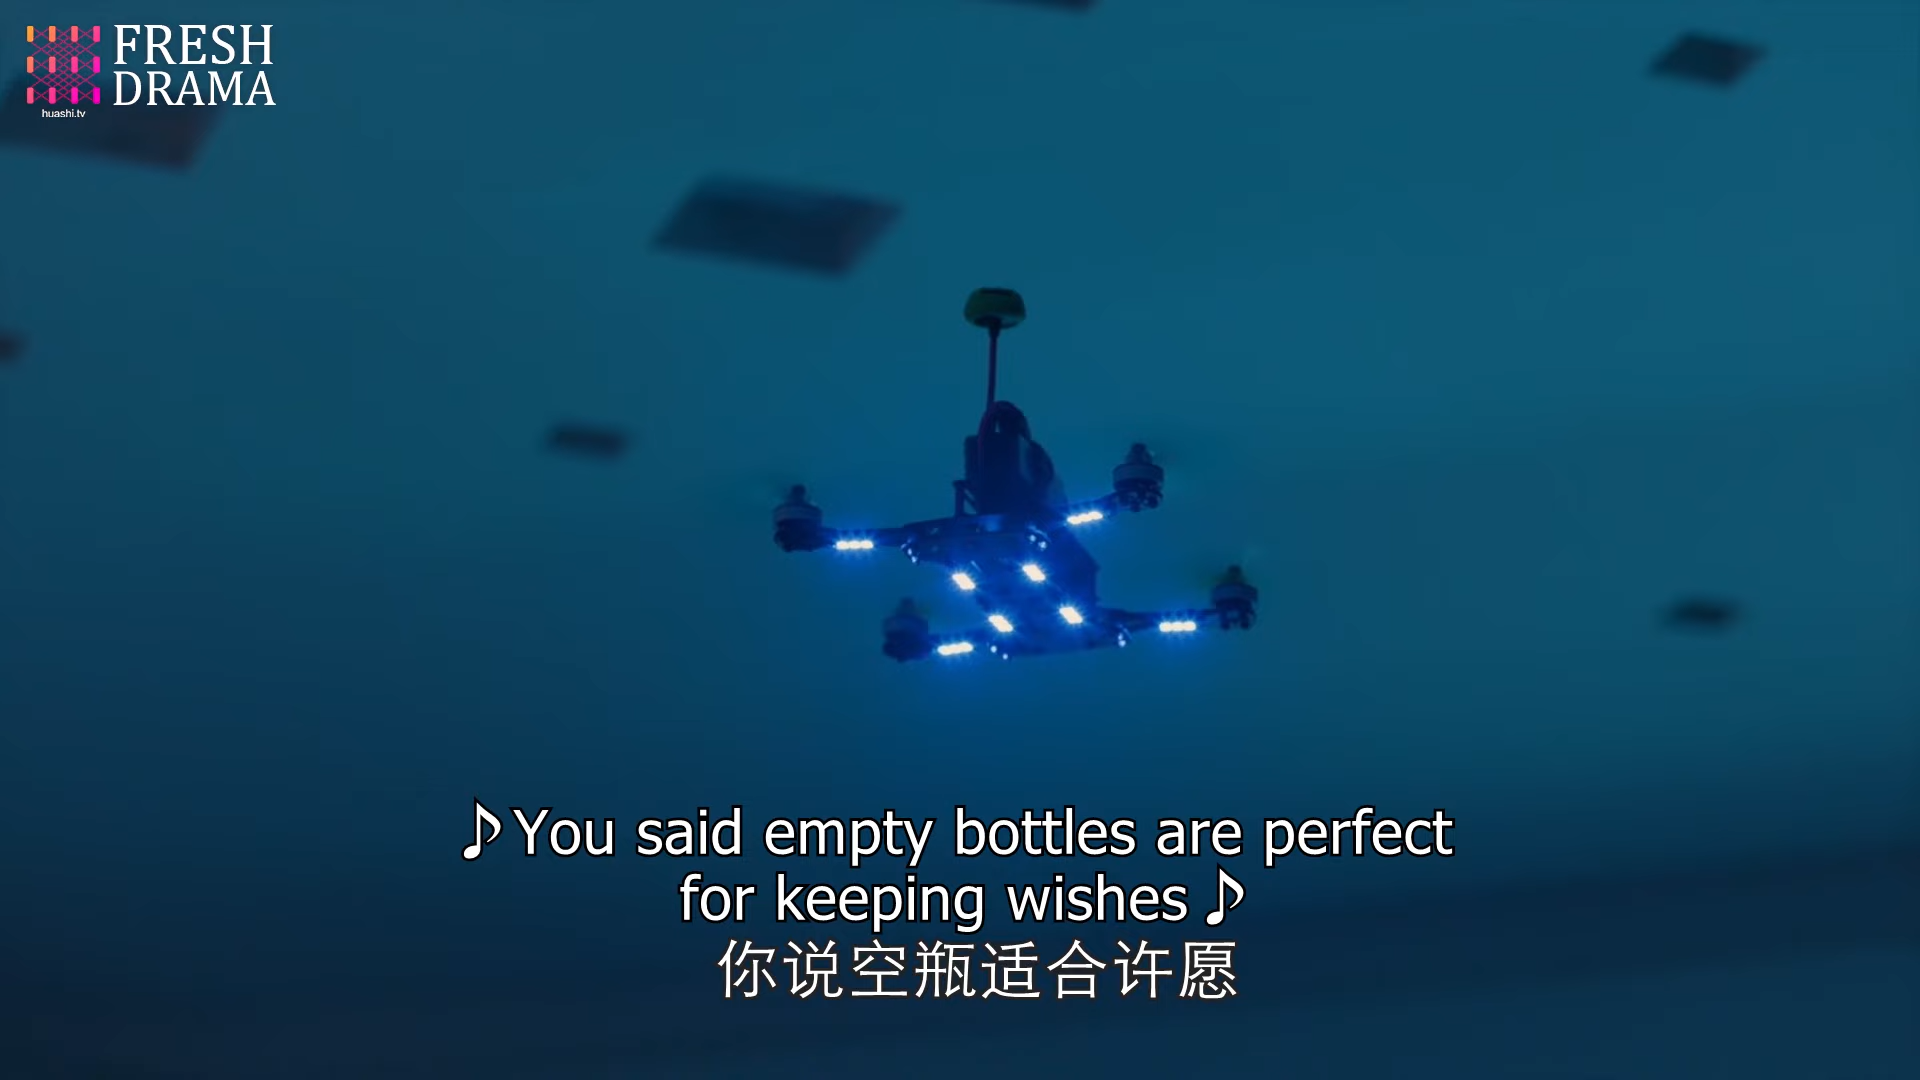 FRESH
DRAMA
huashi.tv
♪You said empty bottles are perfect
for keeping wishes♪
你说空瓶适合许愿